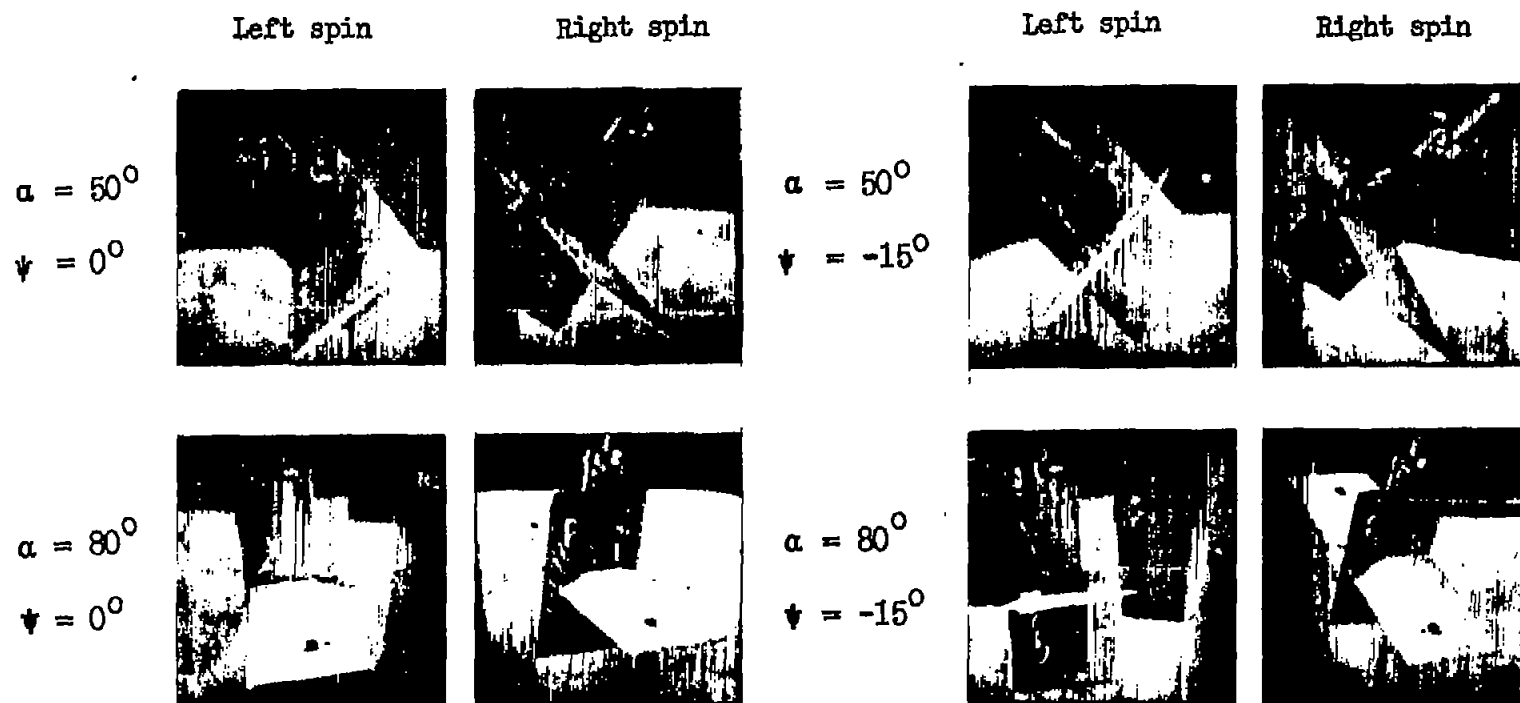 Left spin Right spin Left spin Right spin
α = 50° α = 50°
ψ = 0° ψ = -15°
α = 80° α = 80°
ψ = 0° ψ = -15°